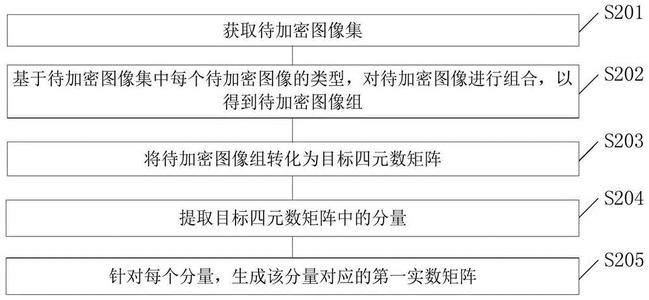 S201
获取待加密图像集
S202
基于待加密图像集中每个待加密图像的类型，对待加密图像进行组合，以
得到待加密图像组
S203
将待加密图像组转化为目标四元数矩阵
S204
提取目标四元数矩阵中的分量
S205
针对每个分量，生成该分量对应的第一实数矩阵